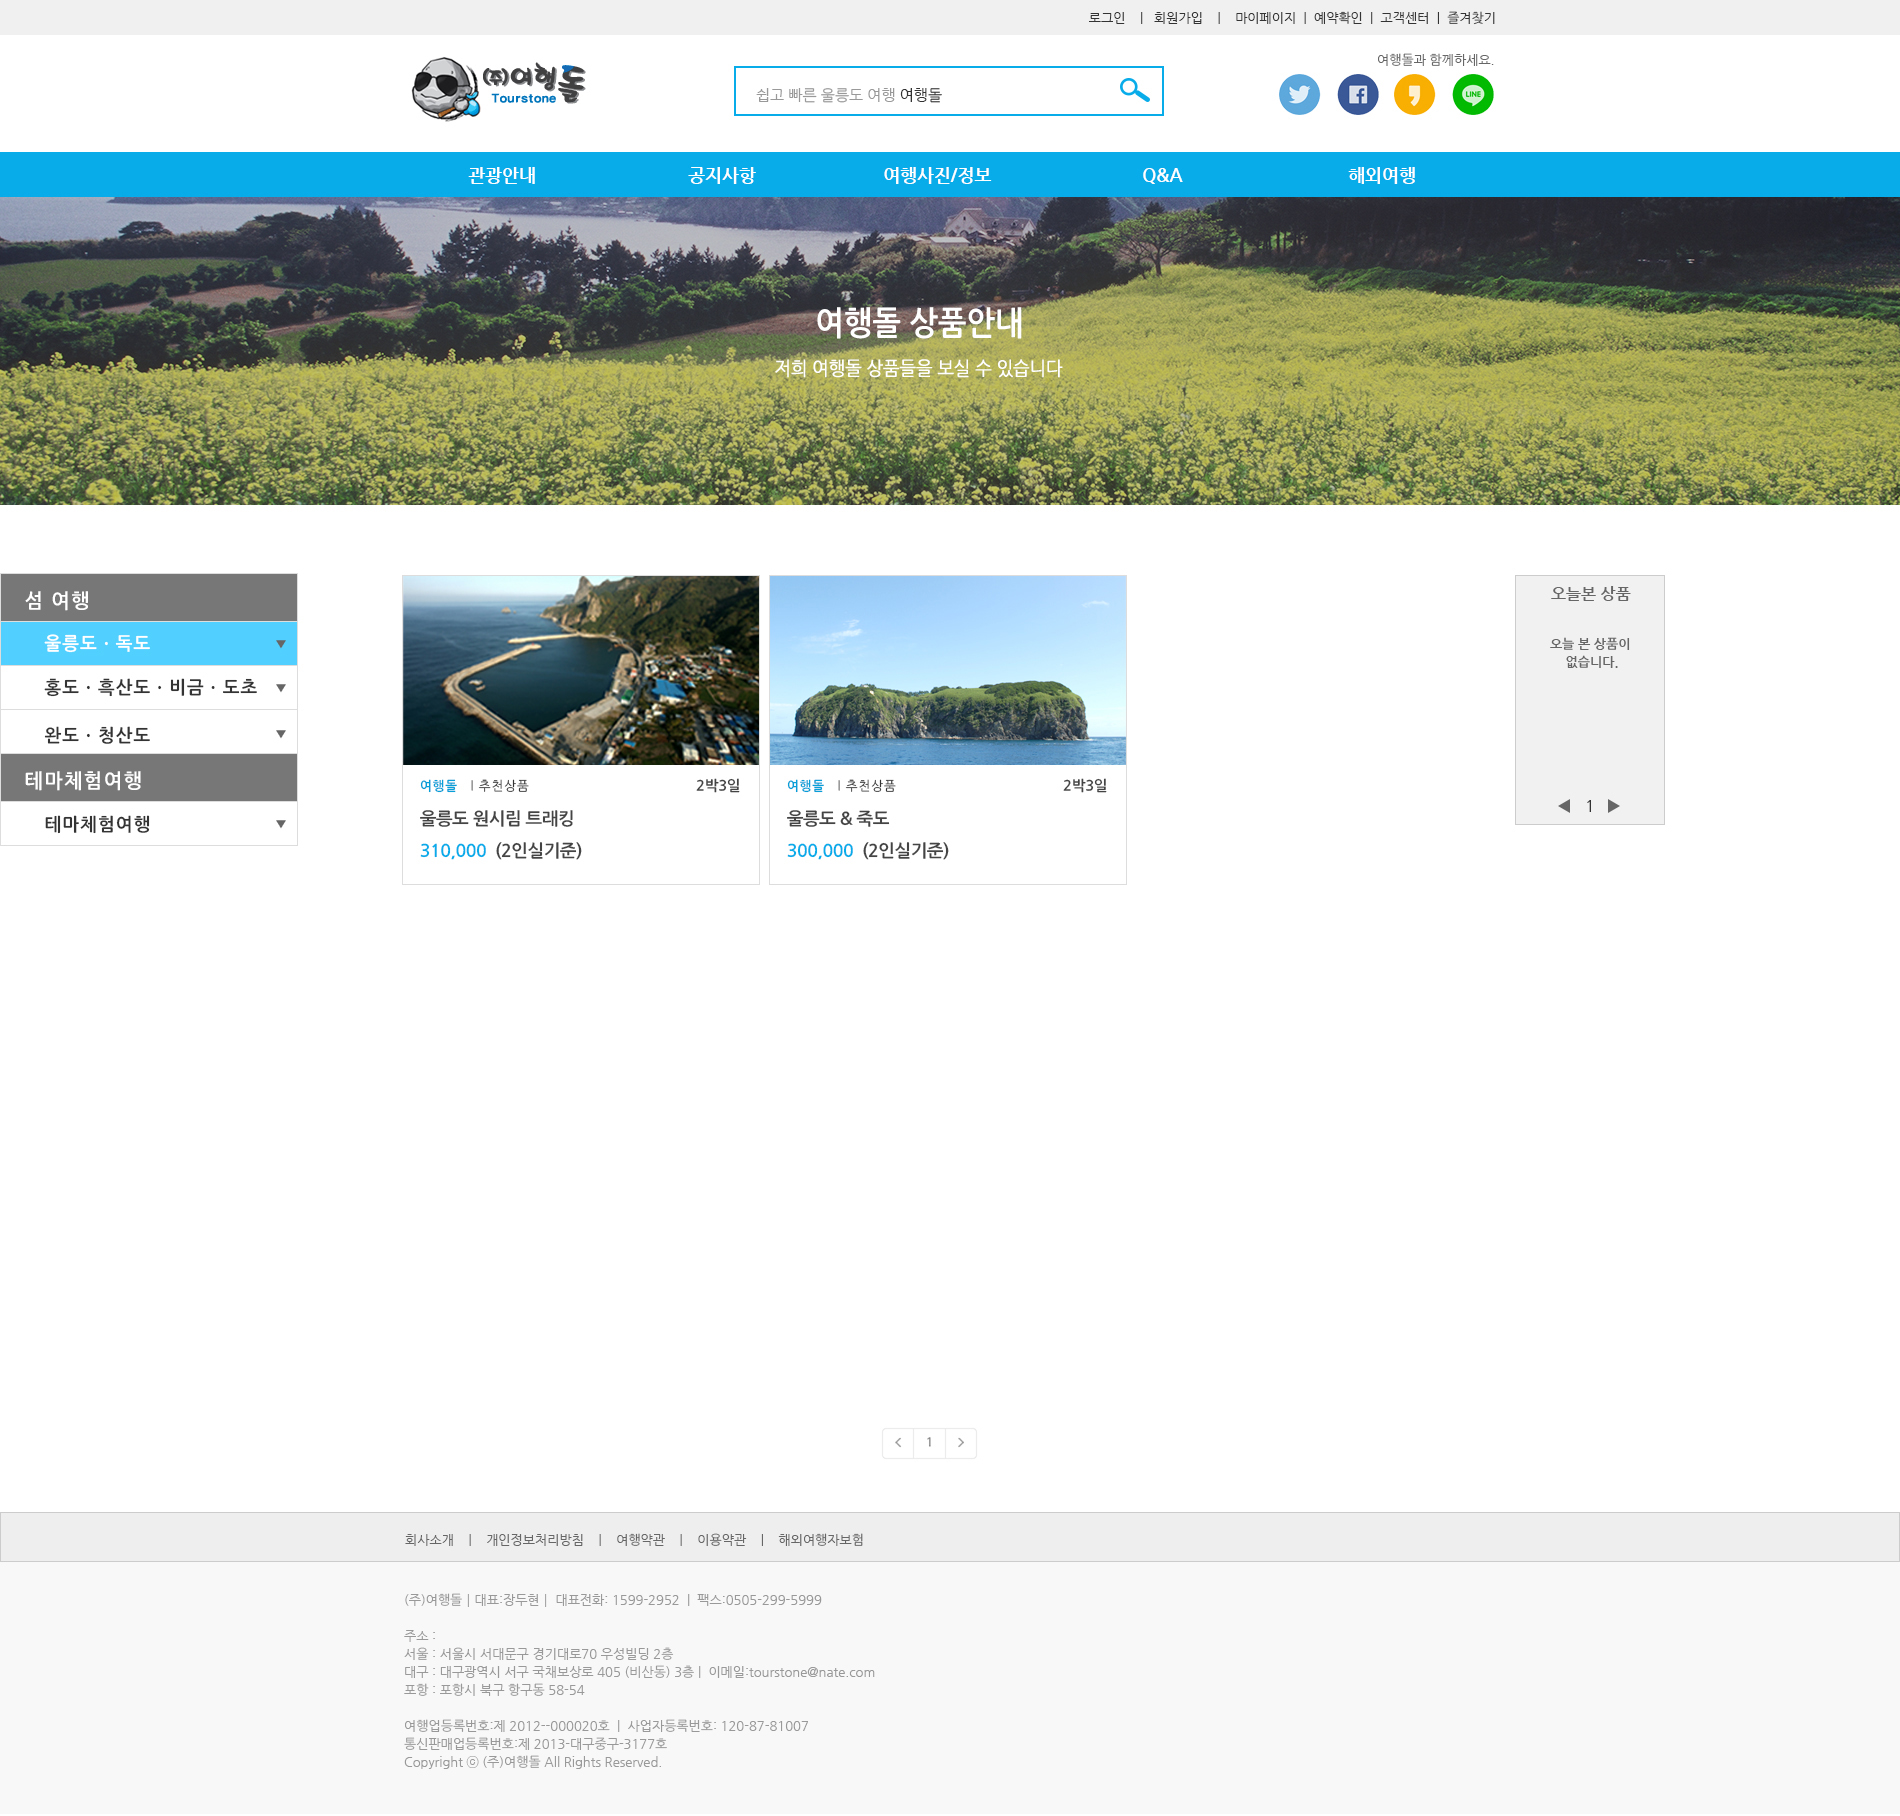 로그인 | 회원가입 | 마이페이지 | 예약확인 | 고객센터 | 즐겨찾기
(주)여행돌
Tourstone
쉽고 빠른 울릉도 여행 여행돌
여행돌과 함께하세요.
LINE
관광안내 공지사항 여행사진/정보 Q&A 해외여행
여행돌 상품안내
저희 여행돌 상품들을 보실 수 있습니다
섬 여행
울릉도 · 독도 ▼
홍도 · 흑산도 · 비금 · 도초 ▼
완도 · 청산도 ▼
테마체험여행
테마체험여행 ▼
여행돌 | 추천상품 2박3일
울릉도 원시림 트래킹
310,000 (2인실기준)
여행돌 | 추천상품 2박3일
울릉도 & 죽도
300,000 (2인실기준)
오늘본 상품
오늘 본 상품이
없습니다.
◀ 1 ▶
< 1 >
회사소개 | 개인정보처리방침 | 여행약관 | 이용약관 | 해외여행자보험
(주)여행돌 | 대표:장두현 | 대표전화: 1599-2952 | 팩스:0505-299-5999
주소 :
서울 : 서울시 서대문구 경기대로70 우성빌딩 2층
대구 : 대구광역시 서구 국채보상로 405 (비산동) 3층 | 이메일:tourstone@nate.com
포항 : 포항시 북구 항구동 58-54
여행업등록번호:제 2012--000020호 | 사업자등록번호: 120-87-81007
통신판매업등록번호:제 2013-대구중구-3177호
Copyright ⓒ (주)여행돌 All Rights Reserved.